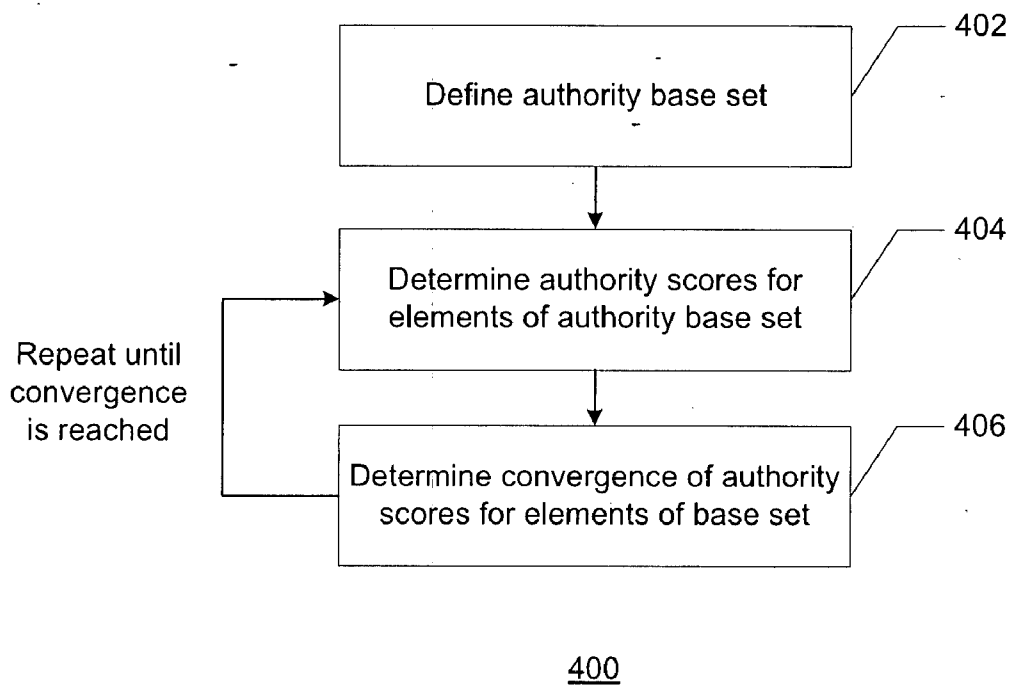 402
Define authority base set
404
Determine authority scores for
elements of authority base set
Repeat until
convergence
is reached
406
Determine convergence of authority
scores for elements of base set
400